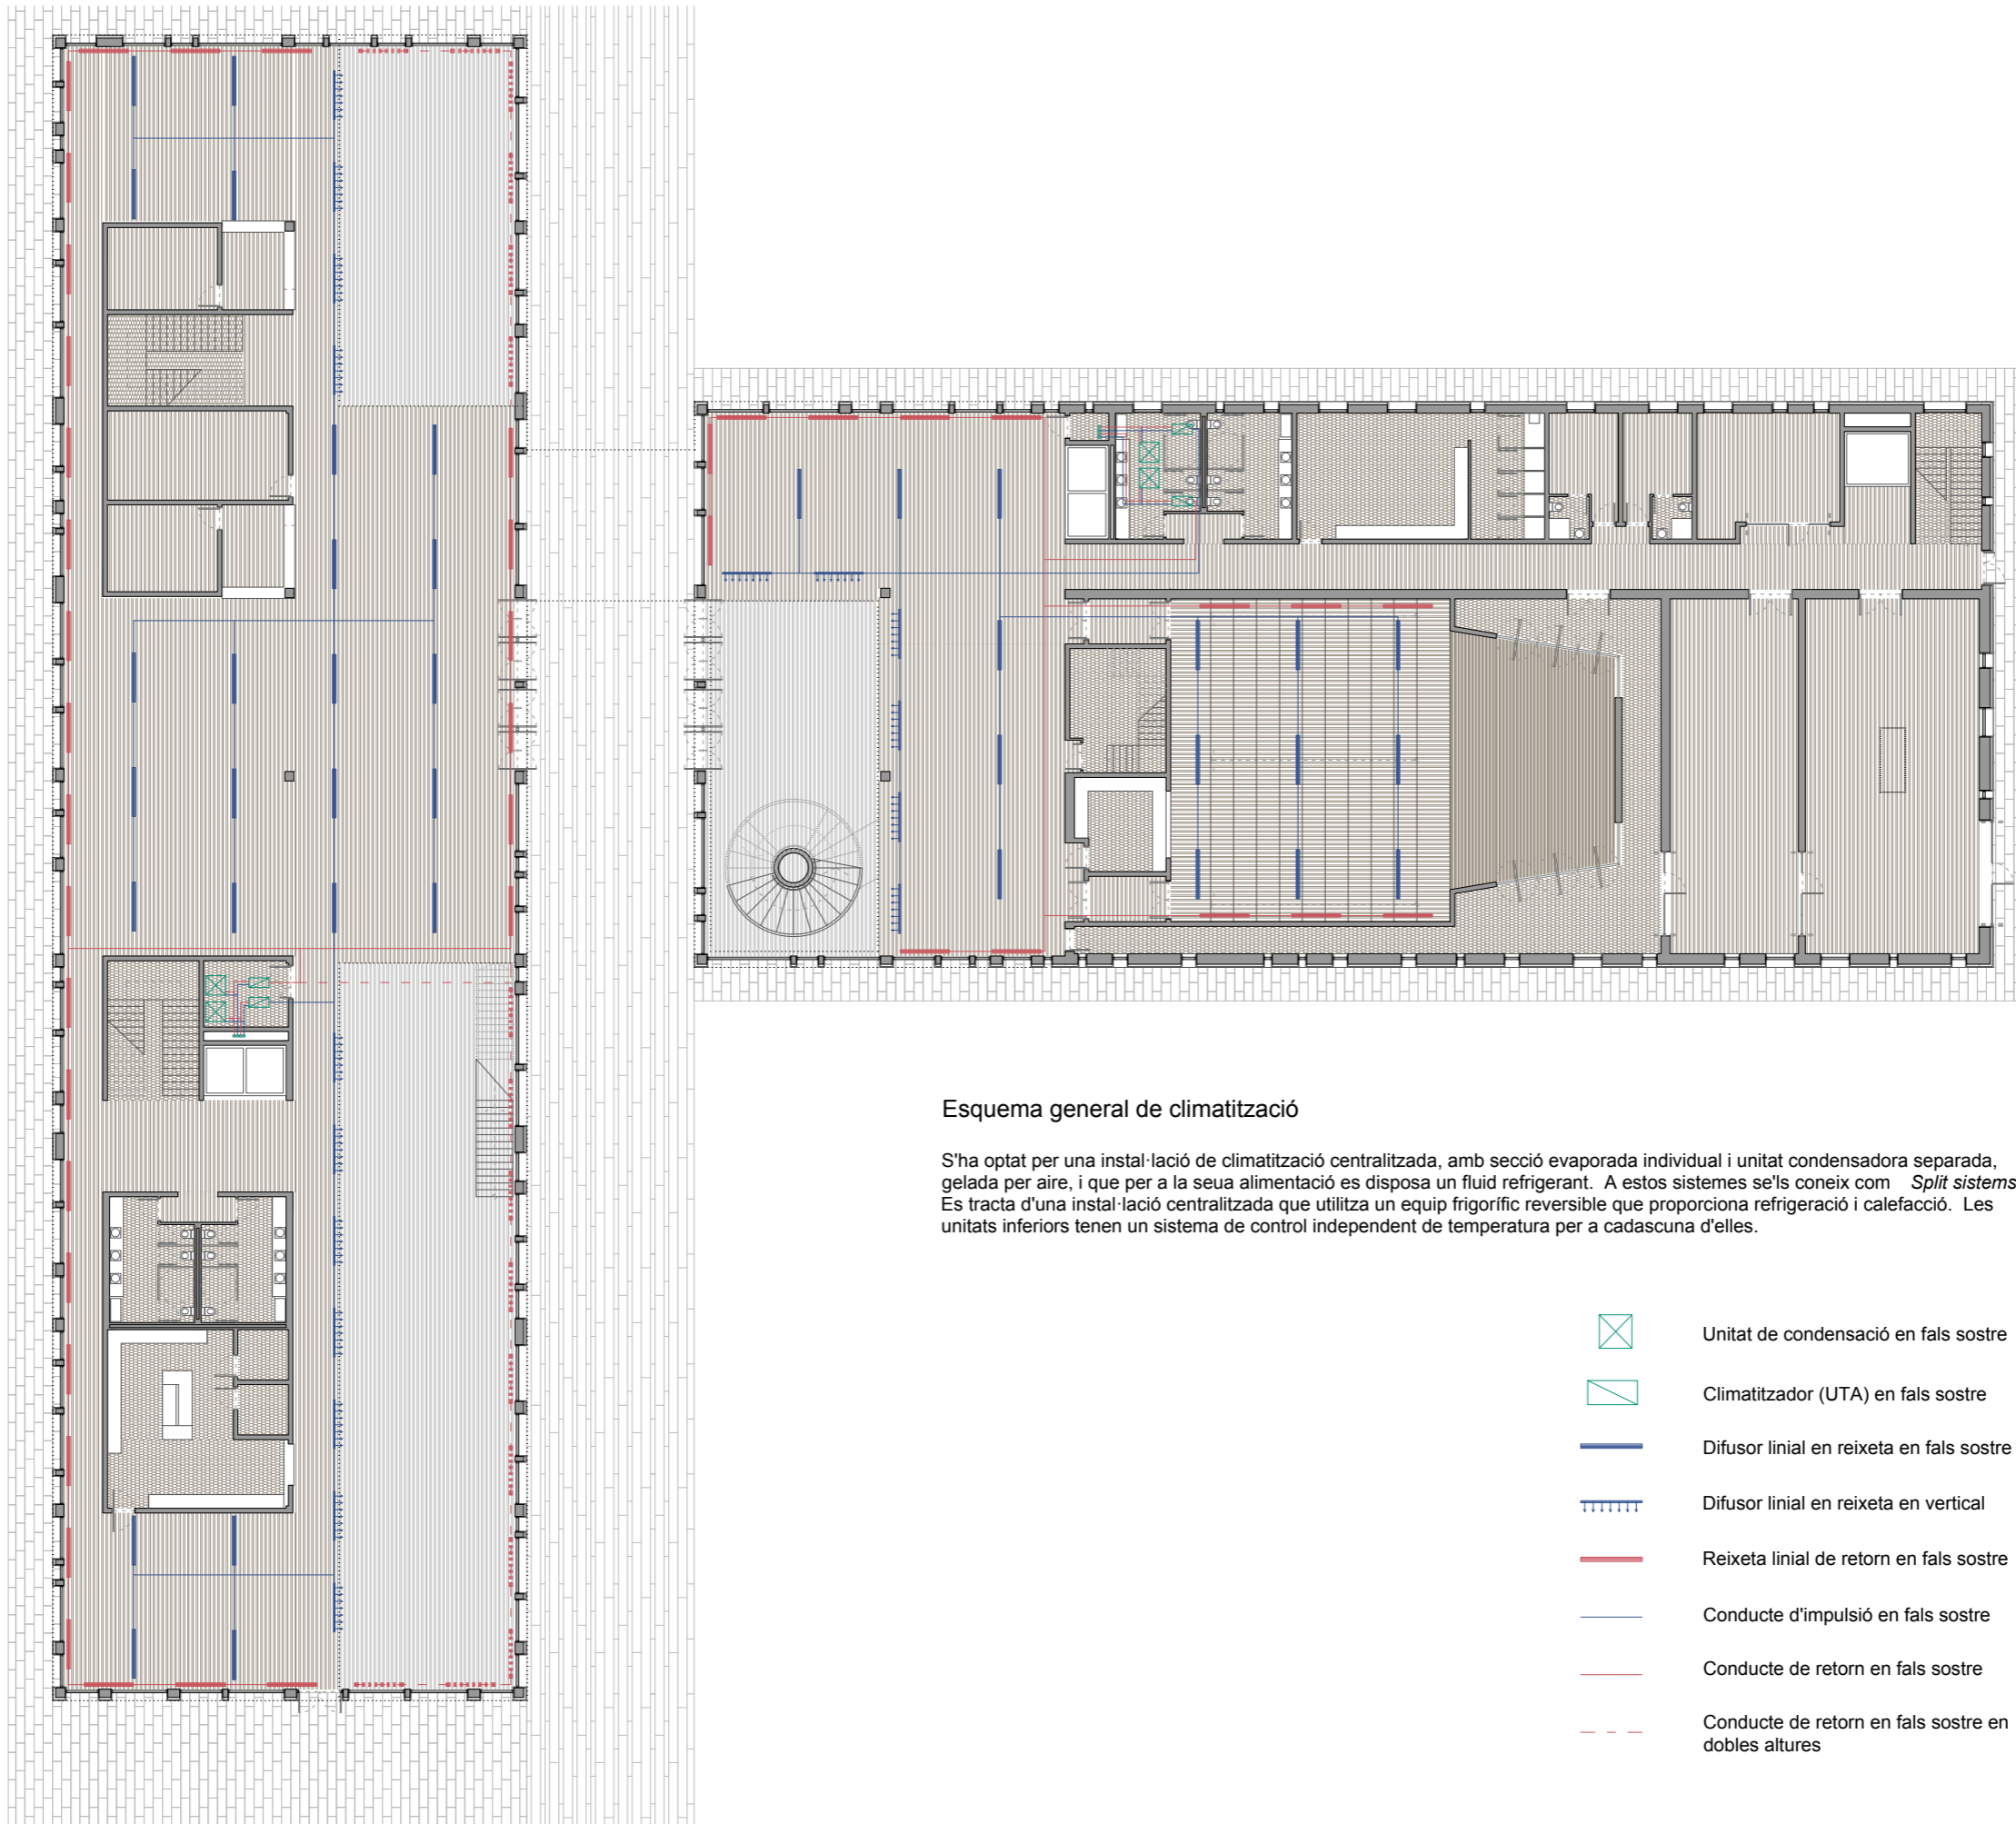 Esquema general de climatització
S'ha optat per una instal·lació de climatització centralitzada, amb secció evaporada individual i unitat condensadora separada,
gelada per aire, i que per a la seua alimentació es disposa un fluid refrigerant. A estos sistemes se'ls coneix com Split sistems
Es tracta d'una instal·lació centralitzada que utilitza un equip frigorífic reversible que proporciona refrigeració i calefacció. Les
unitats inferiors tenen un sistema de control independent de temperatura per a cadascuna d'elles.
Unitat de condensació en fals sostre
Climatitzador (UTA) en fals sostre
Difusor linial en reixeta en fals sostre
Difusor linial en reixeta en vertical
Reixeta linial de retorn en fals sostre
Conducte d'impulsió en fals sostre
Conducte de retorn en fals sostre
Conducte de retorn en fals sostre en
dobles altures